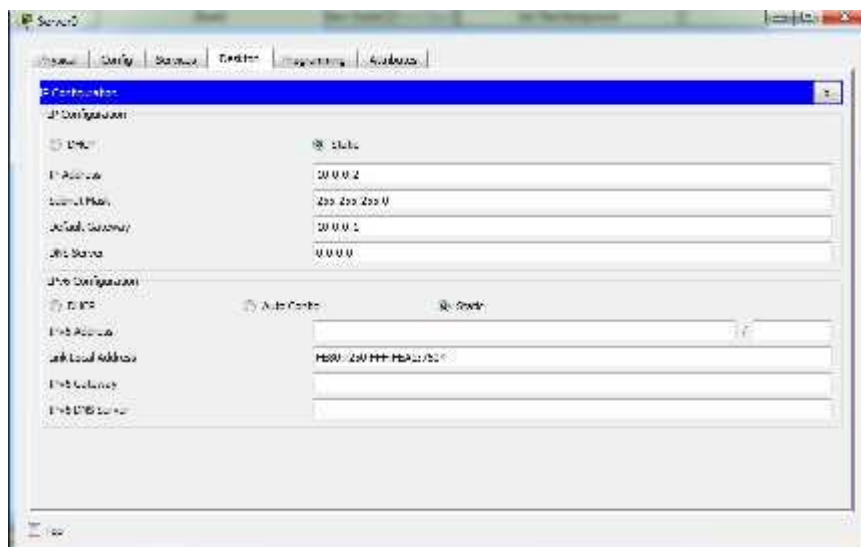 Server0
Physical Config Services Desktop Programming Attributes
IP Configuration
IP Configuration
DHCP Static
IP Address 10.0.0.2
Subnet Mask 255.255.255.0
Default Gateway 10.0.0.1
DNS Server 0.0.0.0
IPv6 Configuration
DHCP Auto Config Static
IPv6 Address /
Link Local Address
IPv6 Gateway
IPv6 DNS Server
Top